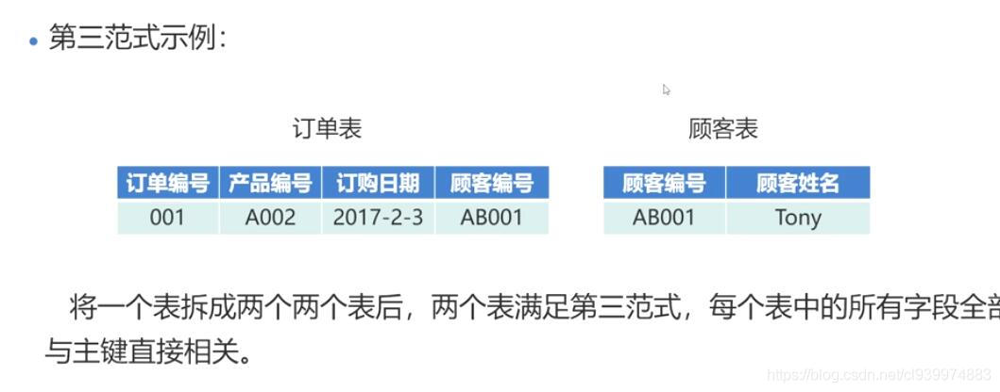 • 第三范式示例：
订单表 顾客表
订单编号 产品编号 订购日期 顾客编号 顾客编号 顾客姓名
001 A002 2017-2-3 AB001 AB001 Tony
将一个表拆成两个两个表后，两个表满足第三范式，每个表中的所有字段全部
与主键直接相关。
https://blog.csdn.net/cl939974883